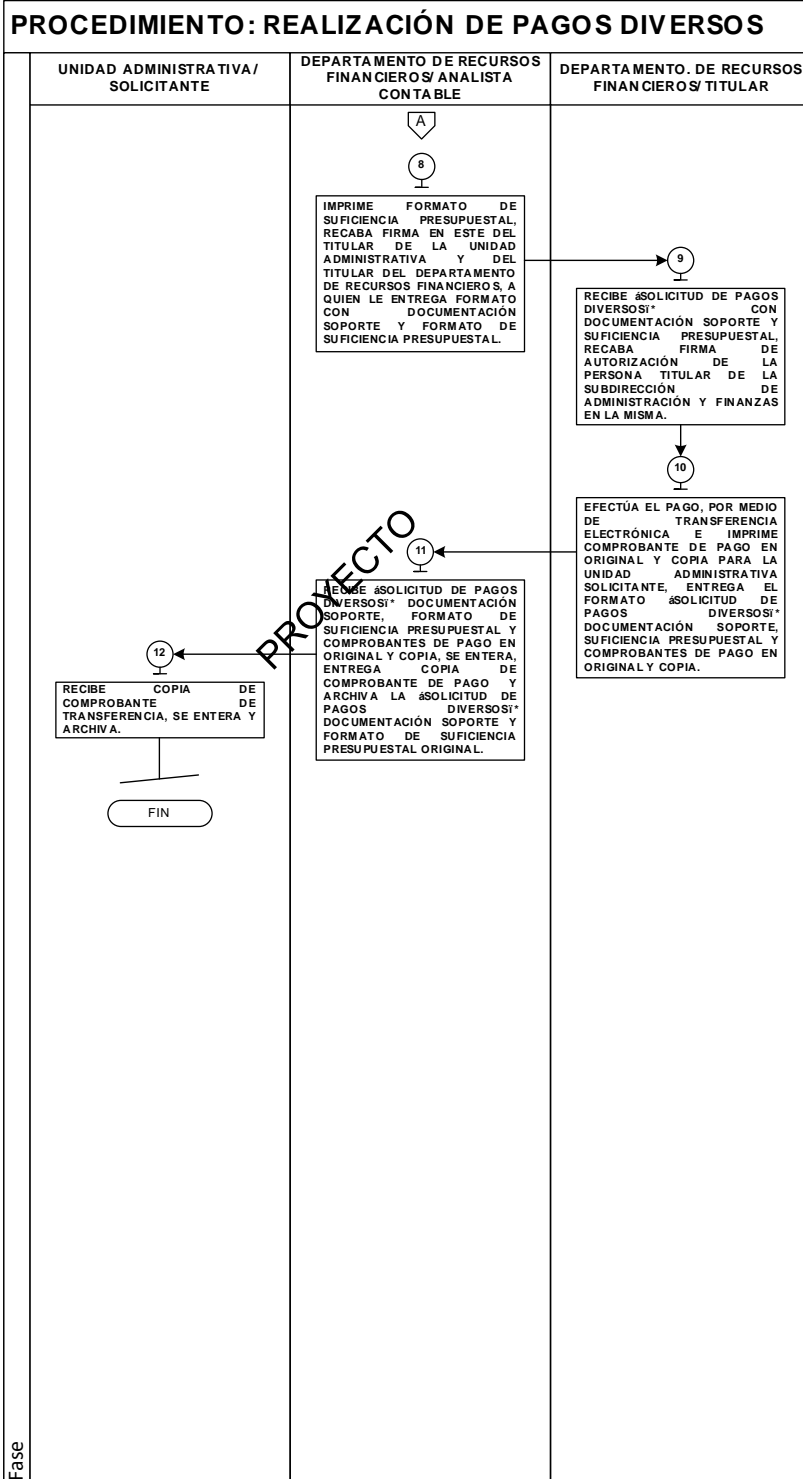 PROCEDIMIENTO: REALIZACIÓN DE PAGOS DIVERSOS
UNIDAD ADMINISTRATIVA/
SOLICITANTE
DEPARTAMENTO DE RECURSOS
FINANCIEROS/ ANALISTA
CONTABLE
DEPARTAMENTO. DE RECURSOS
FINANCIEROS/ TITULAR
A
8
IMPRIME FORMATO DE
SUFICIENCIA PRESUPUESTAL,
RECABA FIRMA EN ESTE DEL
TITULAR DE LA UNIDAD
ADMINISTRATIVA Y DEL
TITULAR DEL DEPARTAMENTO
DE RECURSOS FINANCIEROS, A
QUIEN LE ENTREGA FORMATO
CON DOCUMENTACIÓN
SOPORTE Y FORMATO DE
SUFICIENCIA PRESUPUESTAL.
9
RECIBE áSOLICITUD DE PAGOS
DIVERSOSï* CON
DOCUMENTACIÓN SOPORTE Y
SUFICIENCIA PRESUPUESTAL,
RECABA FIRMA DE
AUTORIZACIÓN DE LA
PERSONA TITULAR DE LA
SUBDIRECCIÓN DE
ADMINISTRACIÓN Y FINANZAS
EN LA MISMA.
10
EFECTÚA EL PAGO, POR MEDIO
DE TRANSFERENCIA
ELECTRÓNICA E IMPRIME
COMPROBANTE DE PAGO EN
ORIGINAL Y COPIA PARA LA
UNIDAD ADMINISTRATIVA
SOLICITANTE, ENTREGA EL
FORMATO áSOLICITUD DE
PAGOS DIVERSOSï*
DOCUMENTACIÓN SOPORTE,
SUFICIENCIA PRESUPUESTAL Y
COMPROBANTES DE PAGO EN
ORIGINAL Y COPIA.
11
RECIBE áSOLICITUD DE PAGOS
DIVERSOSï* DOCUMENTACIÓN
SOPORTE, FORMATO DE
SUFICIENCIA PRESUPUESTAL Y
COMPROBANTES DE PAGO EN
ORIGINAL Y COPIA, SE ENTERA,
ENTREGA COPIA DE
COMPROBANTE DE PAGO Y
ARCHIVA LA áSOLICITUD DE
PAGOS DIVERSOSï*
DOCUMENTACIÓN SOPORTE Y
FORMATO DE SUFICIENCIA
PRESUPUESTAL ORIGINAL.
PROYECTO
12
RECIBE COPIA DE
COMPROBANTE DE
TRANSFERENCIA, SE ENTERA Y
ARCHIVA.
FIN
Fase